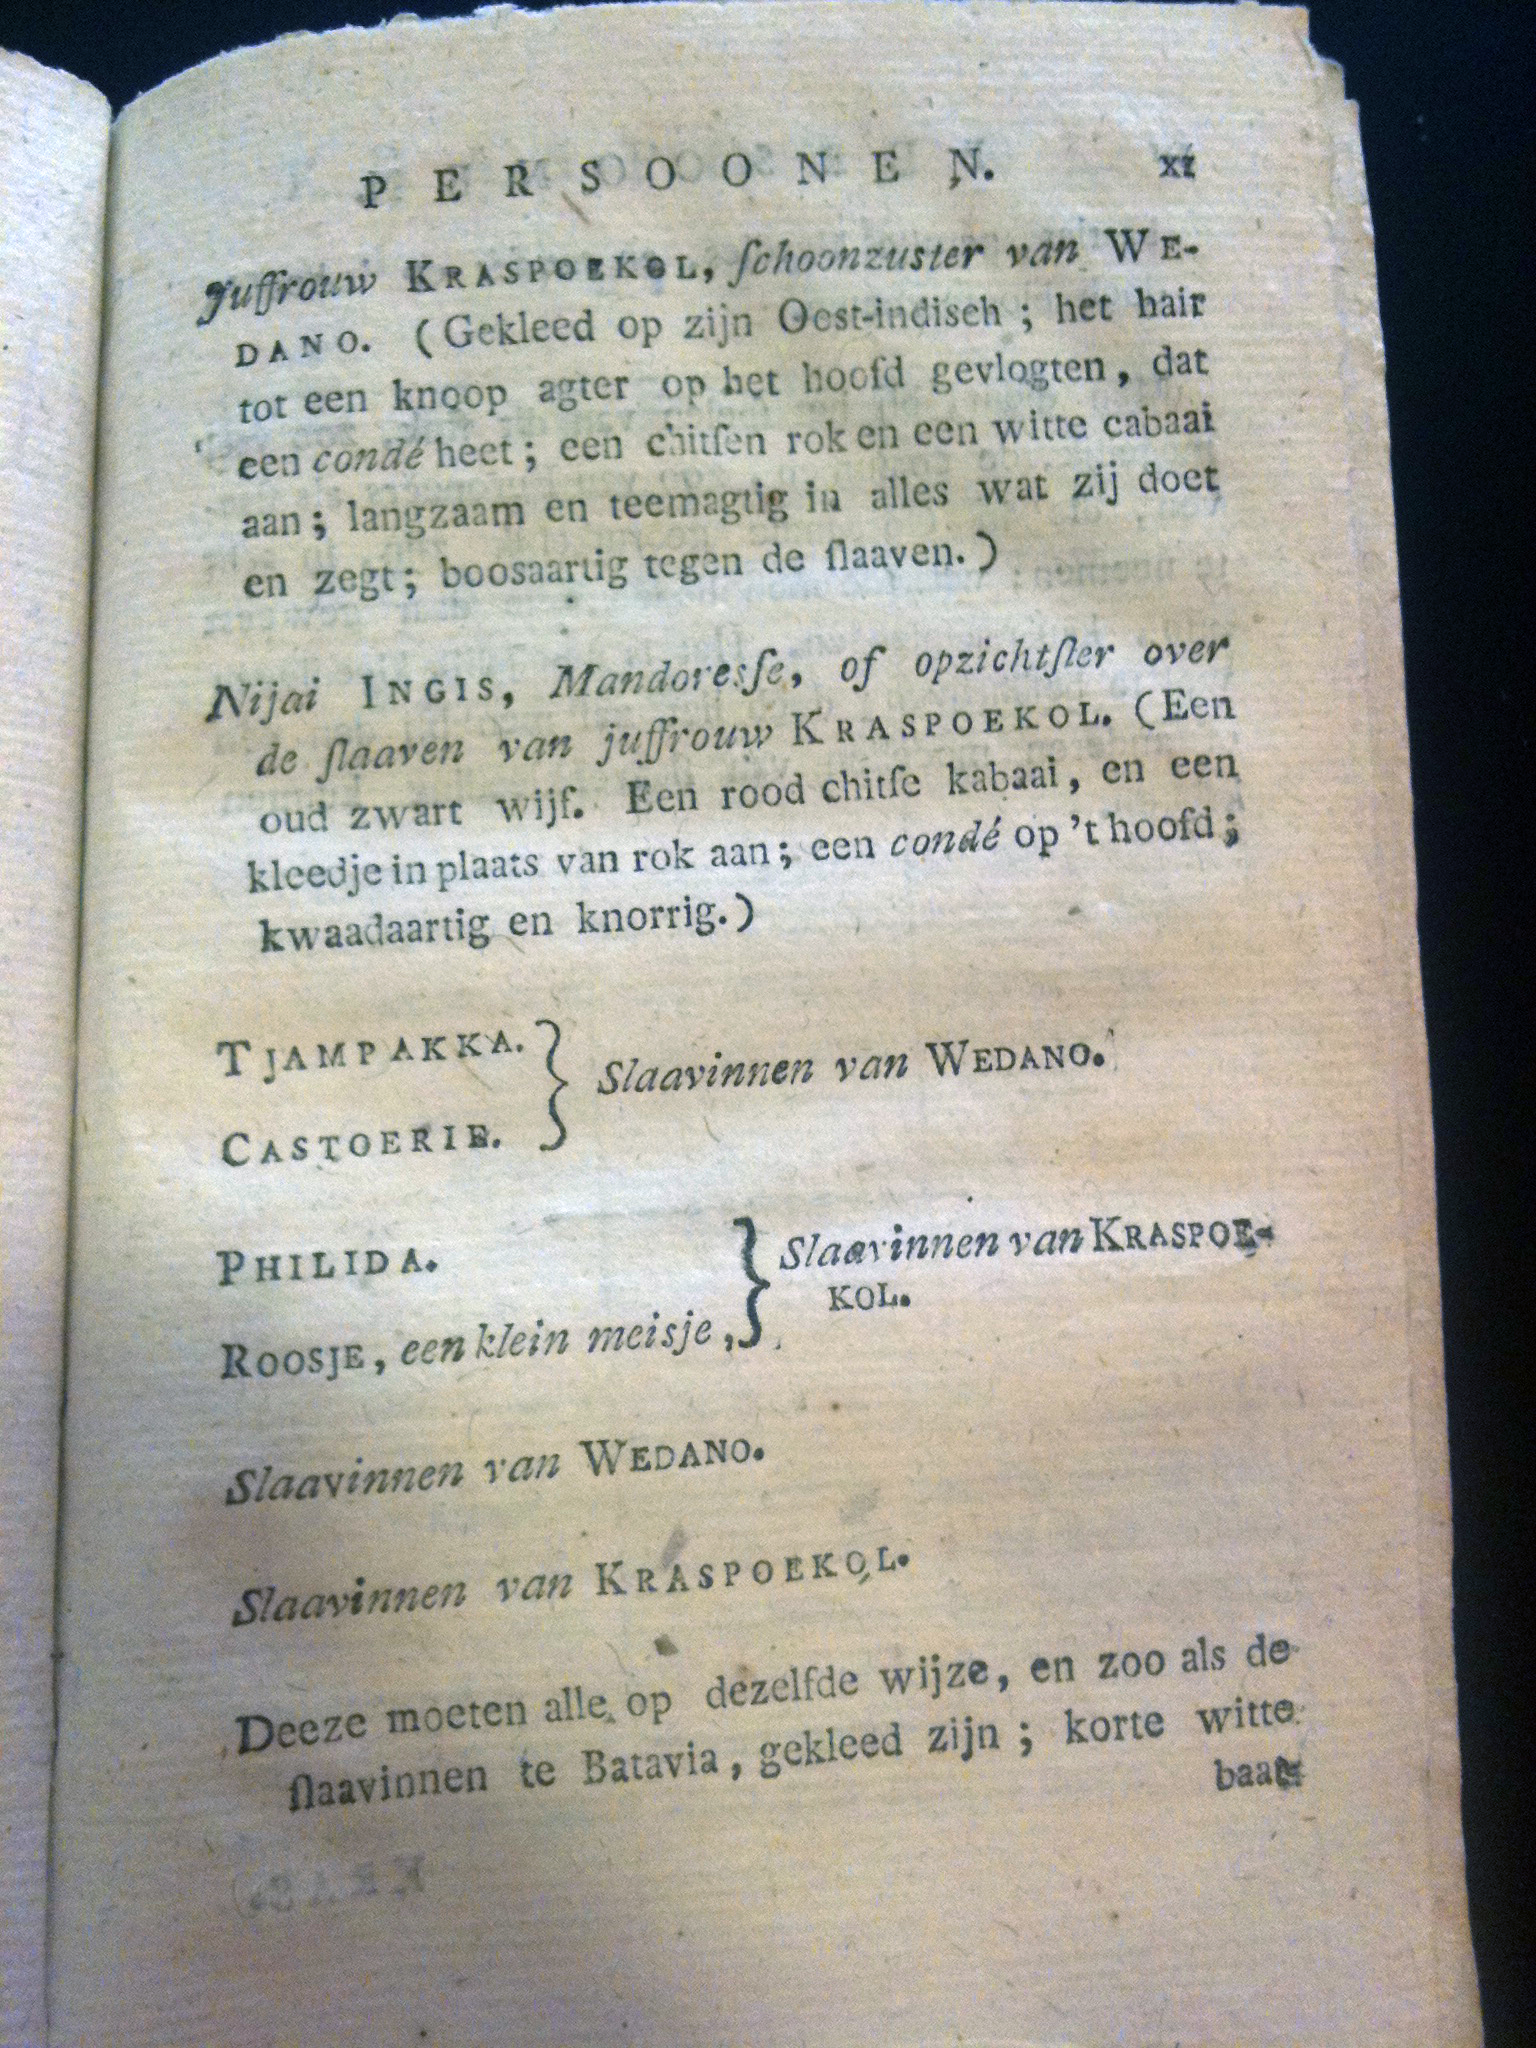 PERSOONEN. XI
Juffrouw KRASPOEKOL, ſchoonzuster van WE-
DANO. (Gekleed op zijn Oost-indisch; het hair
tot een knoop agter op het hoofd gevlogten, dat
een condé heet; een chitſen rok en een witte cabaai
aan; langzaam en teemagtig in alles wat zij doet
en zegt; boosaartig tegen de ſlaaven.)
Nijai INGIS, Mandoresſe, of opzichtſter over
de ſlaaven van juffrouw KRASPOEKOL. (Een
oud zwart wijf. Een rood chitſe kabaai, en een
kleedje in plaats van rok aan; een condé op 't hoofd;
kwaadaartig en knorrig.)
TJAMPAKKA. } Slaavinnen van WEDANO.
CASTOERIE.
PHILIDA. } Slaavinnen van KRASPOE-
KOL.
ROOSJE, een klein meisje,
Slaavinnen van WEDANO.
Slaavinnen van KRASPOEKOL.
Deeze moeten alle op dezelfde wijze, en zoo als de
ſlaavinnen te Batavia, gekleed zijn; korte witte